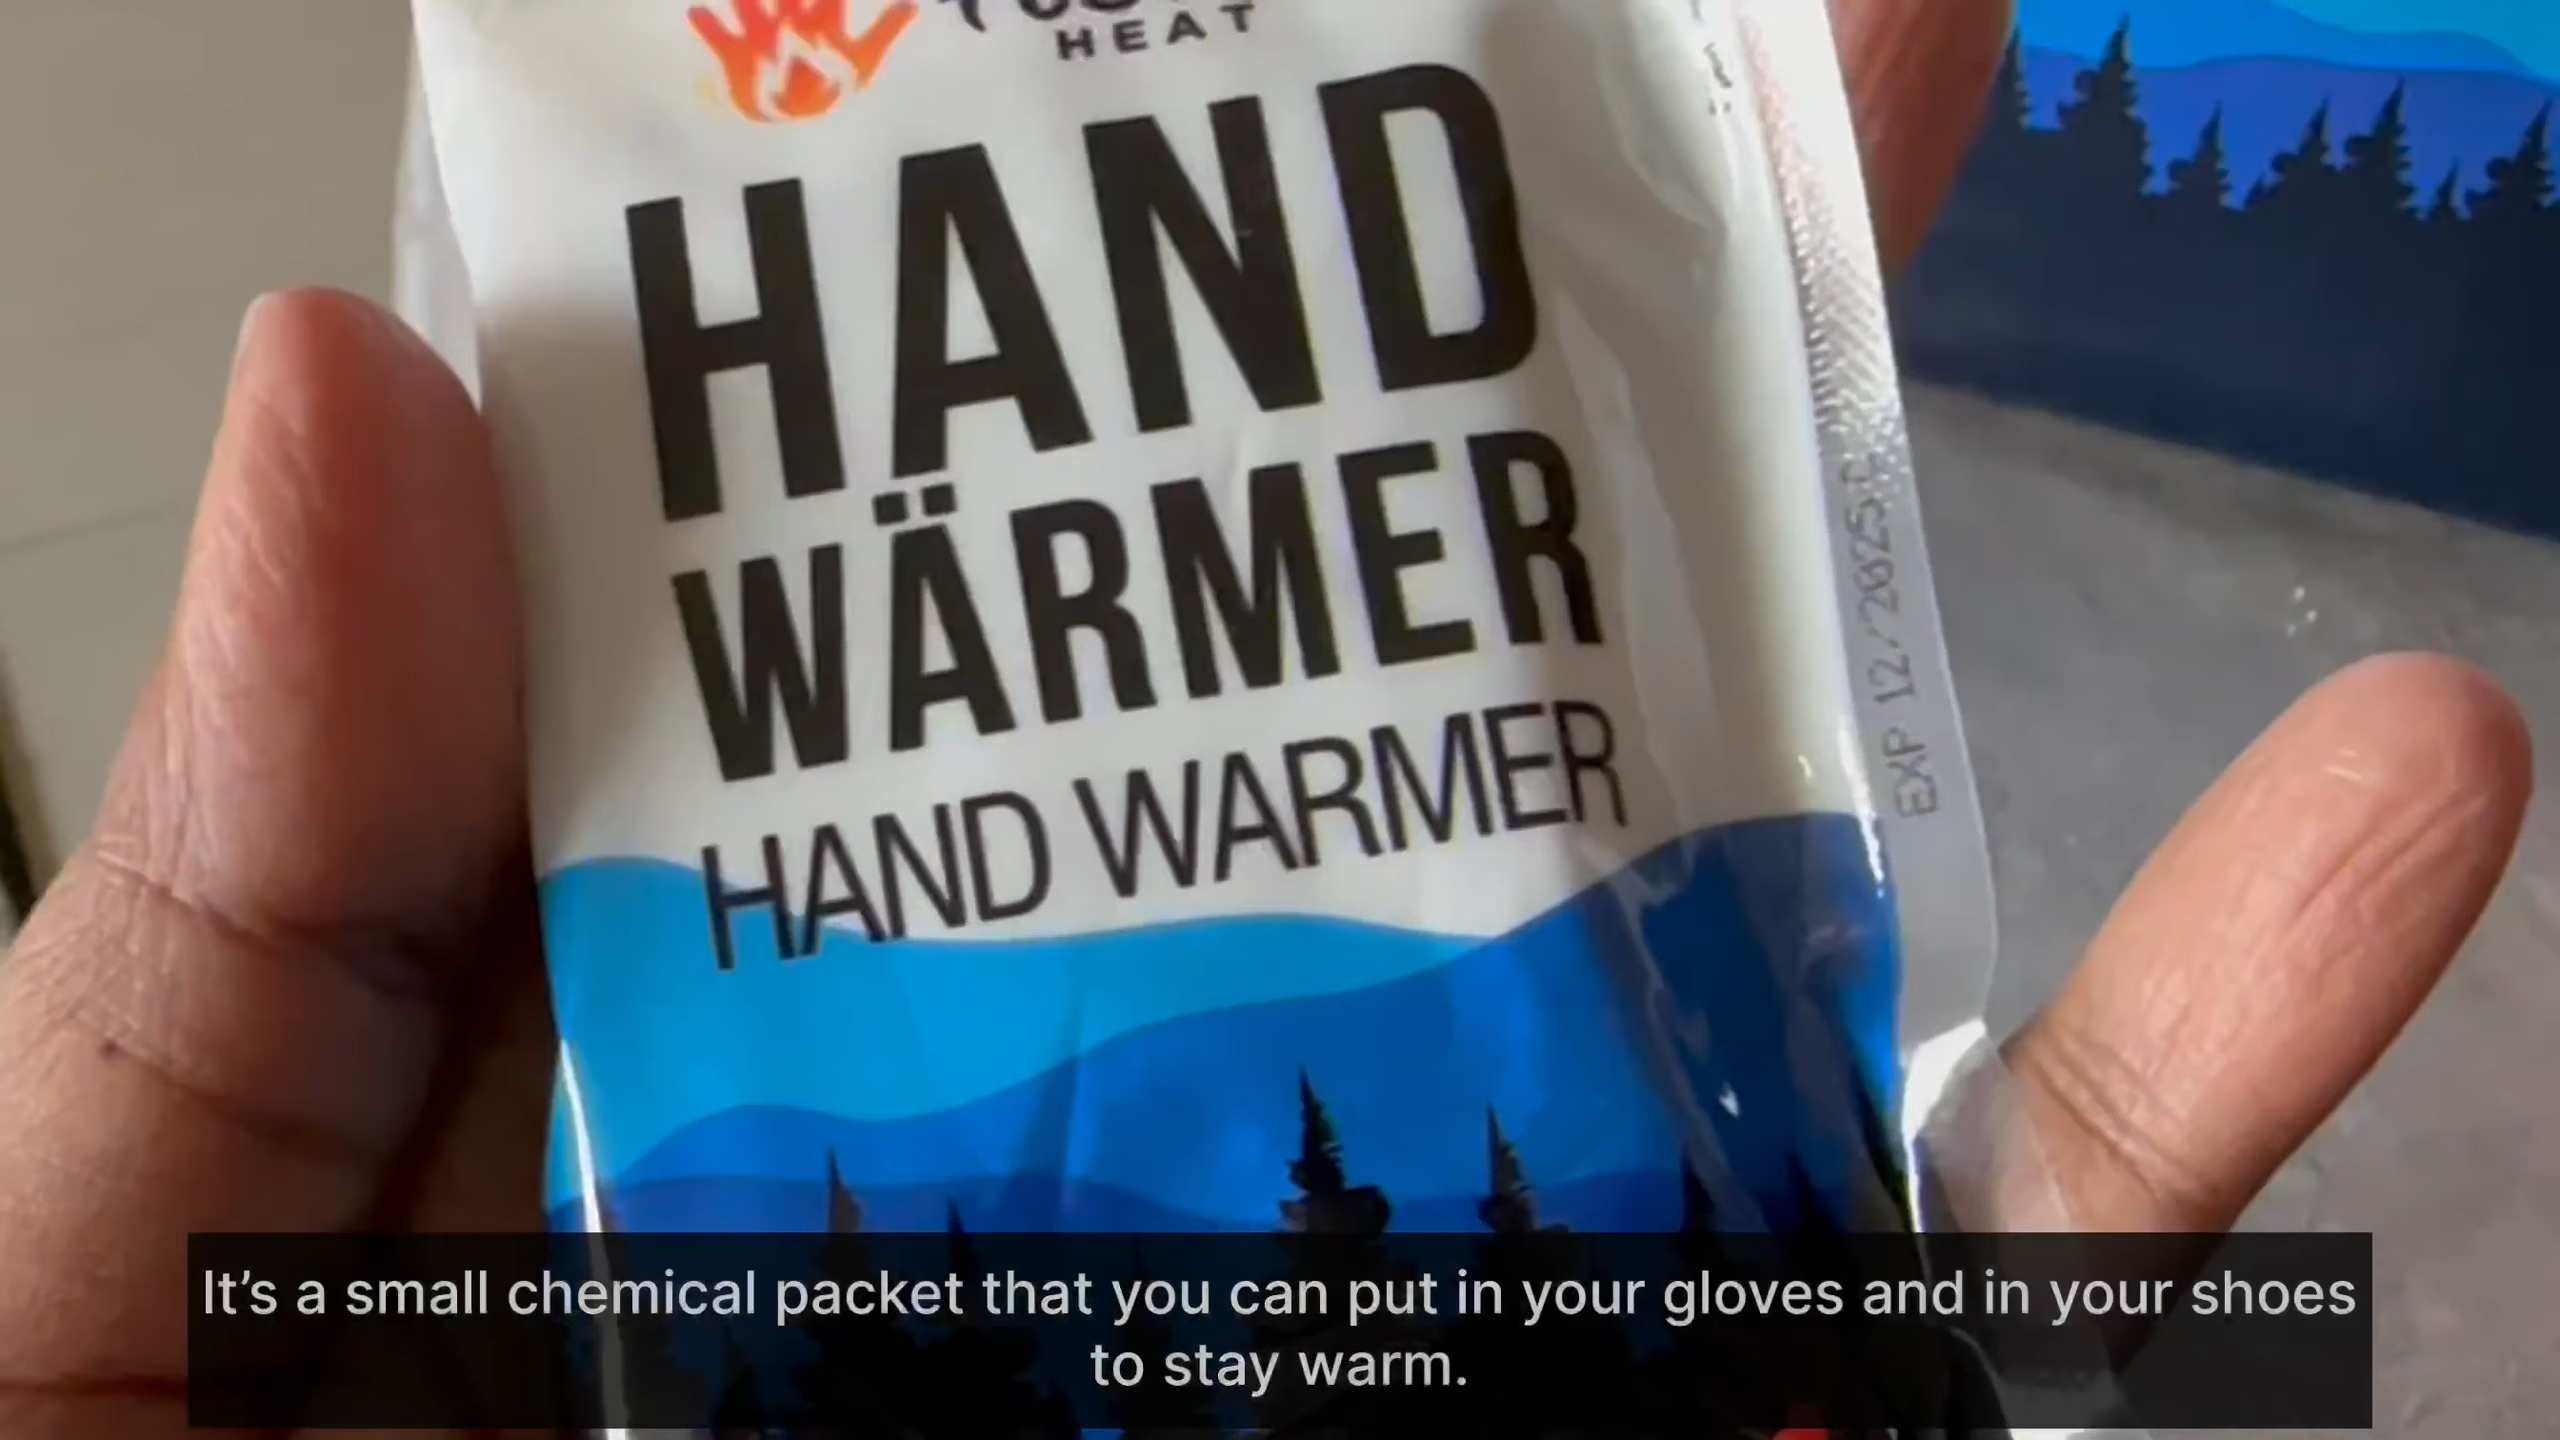 HEAT
HAND
WÄRMER
HAND WARMER
EXP 12/2025
It’s a small chemical packet that you can put in your gloves and in your shoes
to stay warm.